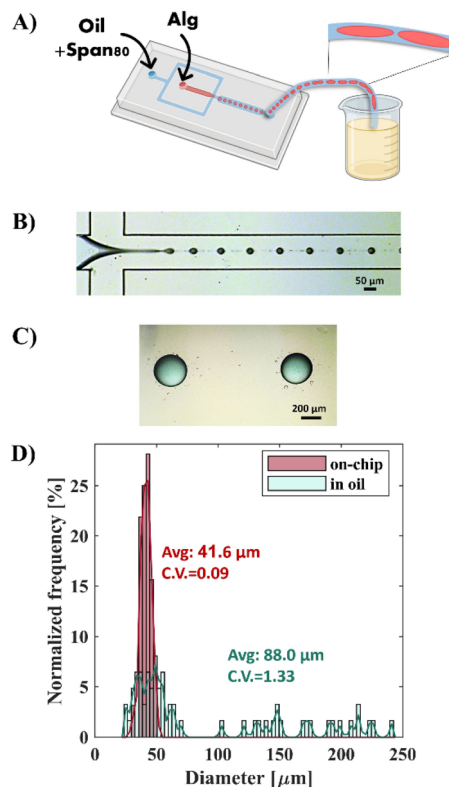 A)
Oil
+Span80
Alg
B)
50 µm
C)
200 µm
D)
on-chip
in oil
Normalized frequency [%]
25
20
15
10
5
0
Avg: 41.6 µm
C.V.=0.09
Avg: 88.0 µm
C.V.=1.33
0 50 100 150 200 250
Diameter [µm]